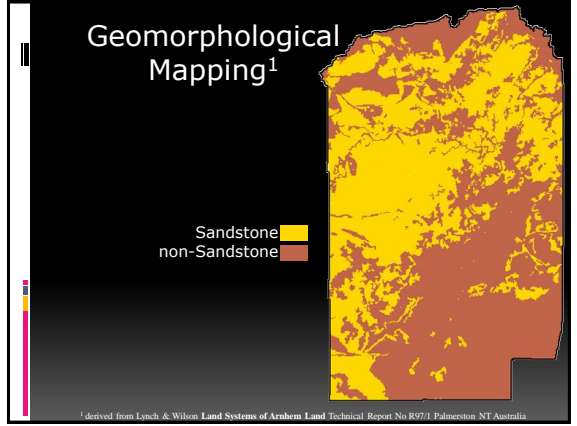 Geomorphological
Mapping¹
Sandstone
non-Sandstone
¹ derived from Lynch & Wilson Land Systems of Arnhem Land Technical Report No R97/1 Palmerston NT Australia